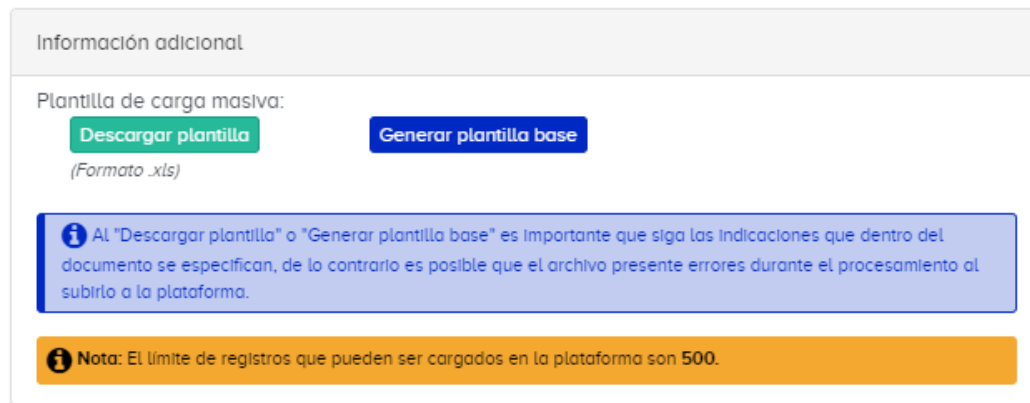 Información adicional
Plantilla de carga masiva:
Descargar plantilla
Generar plantilla base
(Formato .xls)
Al "Descargar plantilla" o "Generar plantilla base" es importante que siga las indicaciones que dentro del
documento se especifican, de lo contrario es posible que el archivo presente errores durante el procesamiento al
subirlo a la plataforma.
Nota: El límite de registros que pueden ser cargados en la plataforma son 500.